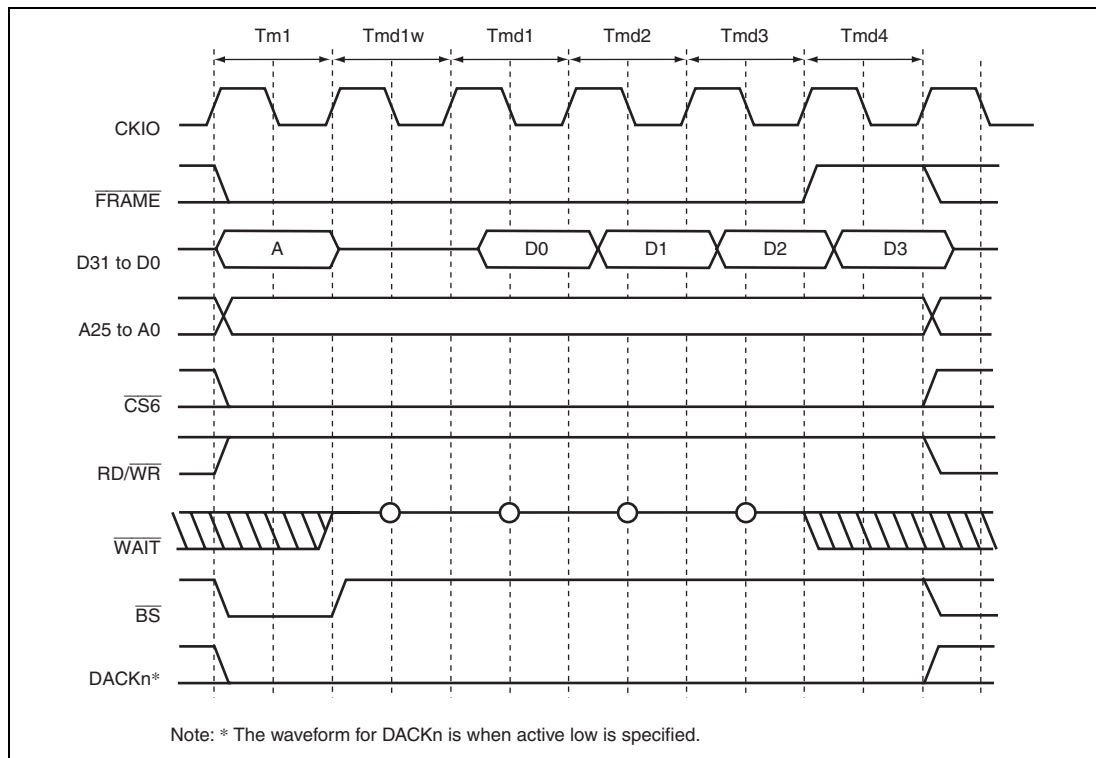 Tm1 Tmd1w Tmd1 Tmd2 Tmd3 Tmd4
CKIO
FRAME
D31 to D0 A D0 D1 D2 D3
A25 to A0
CS6
RD/WR
WAIT
BS
DACKn*
Note: * The waveform for DACKn is when active low is specified.